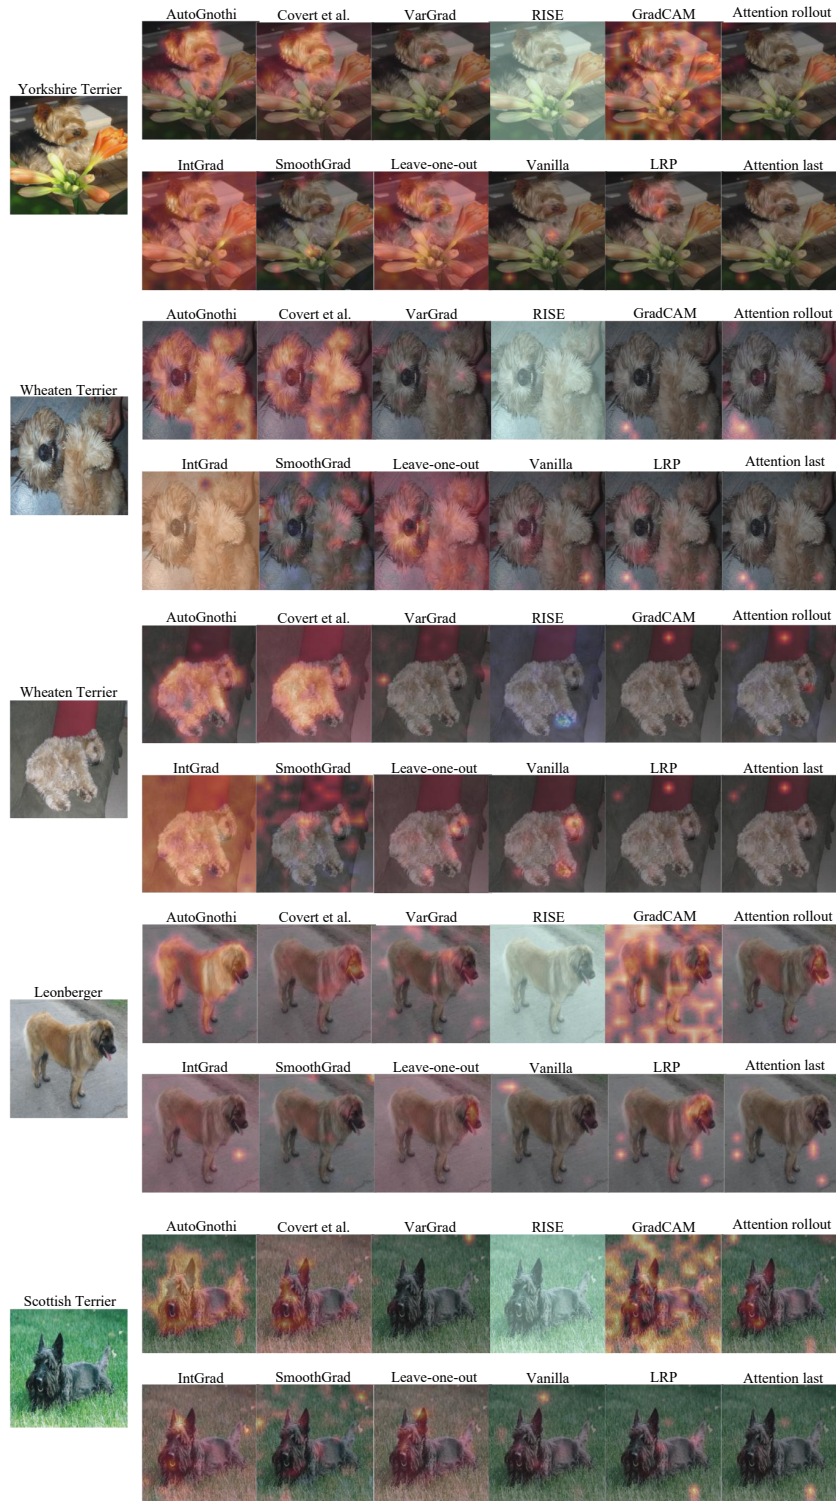 AutoGnothi Covert et al. VarGrad RISE GradCAM Attention rollout
Yorkshire Terrier
IntGrad SmoothGrad Leave-one-out Vanilla LRP Attention last
AutoGnothi Covert et al. VarGrad RISE GradCAM Attention rollout
Wheaten Terrier
IntGrad SmoothGrad Leave-one-out Vanilla LRP Attention last
AutoGnothi Covert et al. VarGrad RISE GradCAM Attention rollout
Wheaten Terrier
IntGrad SmoothGrad Leave-one-out Vanilla LRP Attention last
AutoGnothi Covert et al. VarGrad RISE GradCAM Attention rollout
Leonberger
IntGrad SmoothGrad Leave-one-out Vanilla LRP Attention last
AutoGnothi Covert et al. VarGrad RISE GradCAM Attention rollout
Scottish Terrier
IntGrad SmoothGrad Leave-one-out Vanilla LRP Attention last